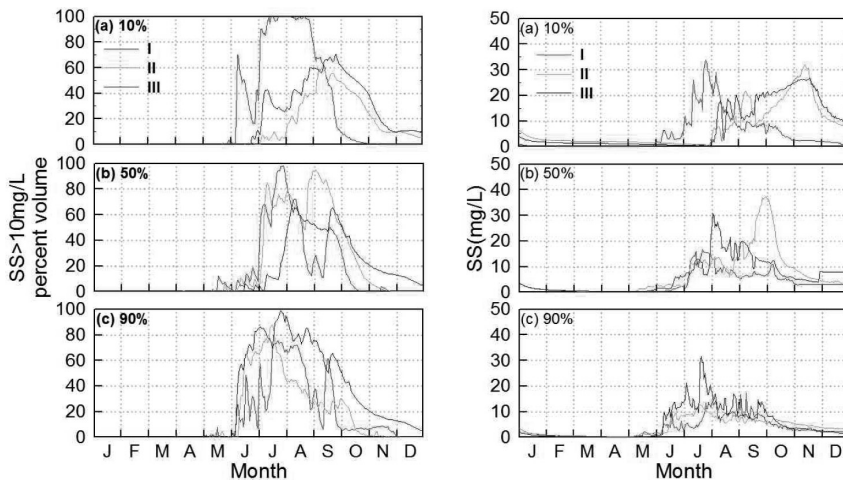 SS>10mg/L
percent volume
100
80
60
40
20
0
(a) 10%
I
II
III
100
80
60
40
20
0
(b) 50%
100
80
60
40
20
0
(c) 90%
J F M A M J J A S O N D
Month
SS(mg/L)
50
40
30
20
10
0
(a) 10%
I
II
III
50
40
30
20
10
0
(b) 50%
50
40
30
20
10
0
(c) 90%
J F M A M J J A S O N D
Month